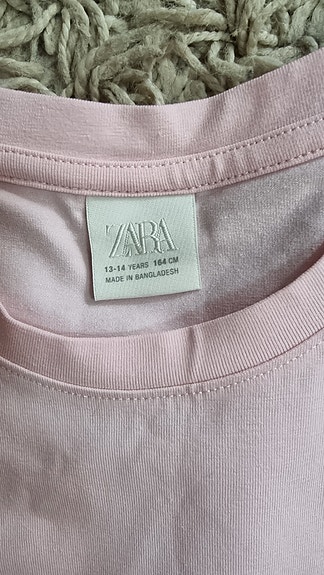 ZARA
13-14 YEARS 164 CM
MADE IN BANGLADESH